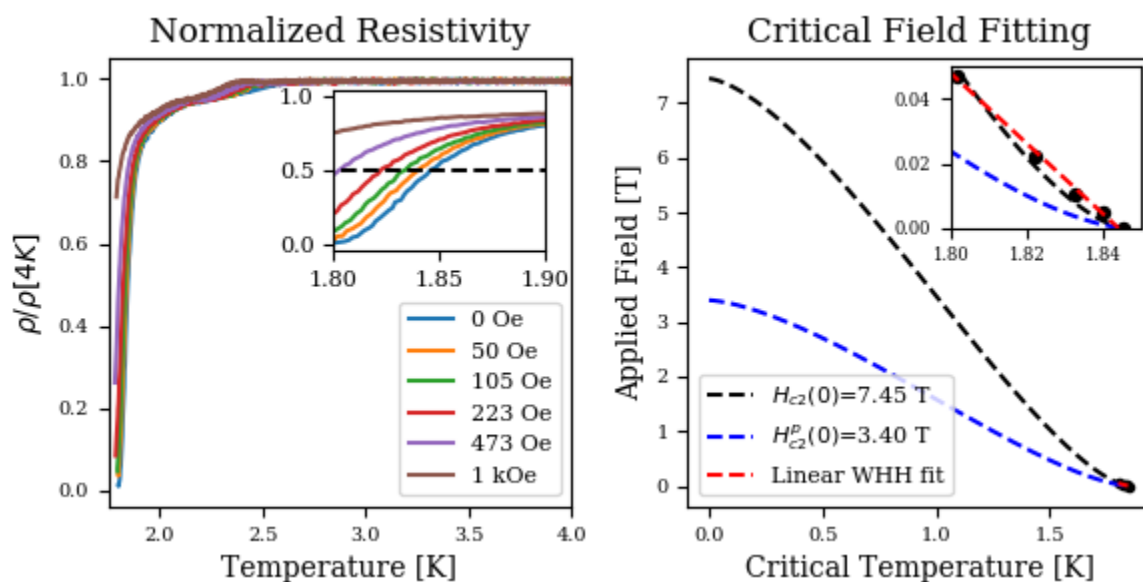 Normalized Resistivity
Critical Field Fitting
ρ/ρ[4K]
1.0
0.8
0.6
0.4
0.2
0.0
2.0 2.5 3.0 3.5 4.0
Temperature [K]
1.0
0.5
0.0
1.80 1.85 1.90
0 Oe
50 Oe
105 Oe
223 Oe
473 Oe
1 kOe
Applied Field [T]
7
6
5
4
3
2
1
0
0.0 0.5 1.0 1.5
Critical Temperature [K]
0.04
0.02
0.00
1.80 1.82 1.84
H_{c2}(0)=7.45 T
H_{c2}^{p}(0)=3.40 T
Linear WHH fit